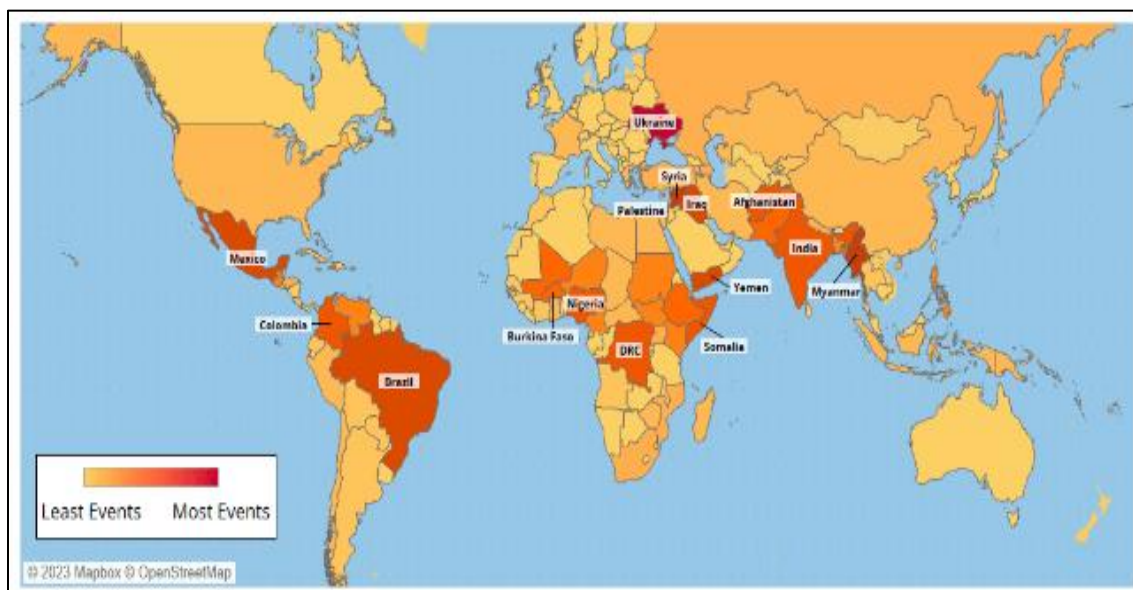 Ukraine
Syria
Iraq
Afghanistan
Palestine
India
Mexico
Yemen
Myanmar
Nigeria
Colombia
Burkina Faso
DRC
Somalia
Brazil
Least Events Most Events
© 2023 Mapbox © OpenStreetMap